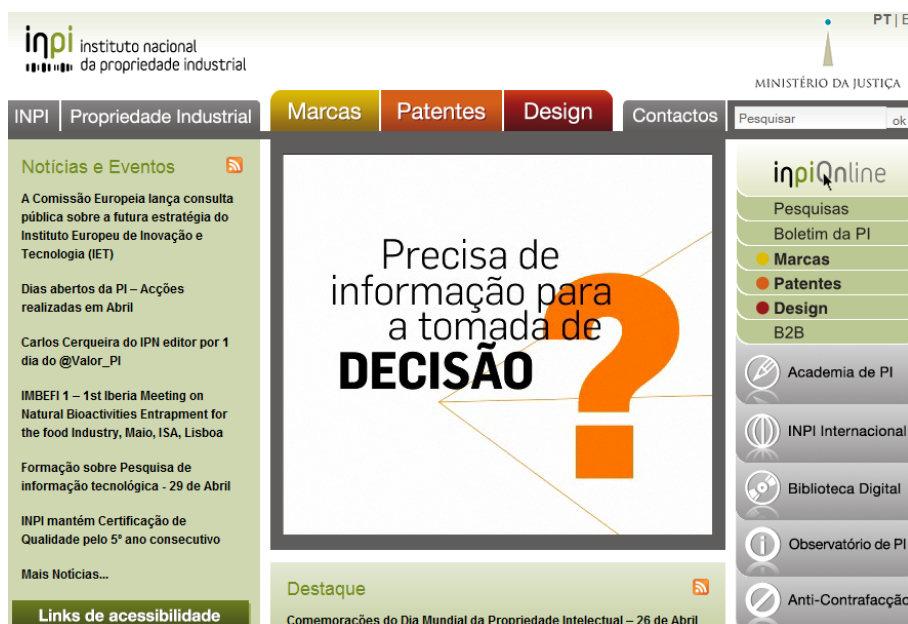 inpi instituto nacional
da propriedade industrial
PT|
MINISTÉRIO DA JUSTIÇA
INPI
Propriedade Industrial
Marcas
Patentes
Design
Contactos
Pesquisar
ok
Notícias e Eventos
A Comissão Europeia lança consulta
pública sobre a futura estratégia do
Instituto Europeu de Inovação e
Tecnologia (IET)
Dias abertos da PI – Acções
realizadas em Abril
Carlos Cerqueira do IPN editor por 1
dia do @Valor_PI
IMBEFI 1 – 1st Iberia Meeting on
Natural Bioactivities Entrapment for
the food Industry, Maio, ISA, Lisboa
Formação sobre Pesquisa de
informação tecnológica - 29 de Abril
INPI mantém Certificação de
Qualidade pelo 5º ano consecutivo
Mais Notícias...
Links de acessibilidade
Precisa de
informação para
a tomada de
DECISÃO
?
Destaque
Comemorações do Dia Mundial da Propriedade Intelectual – 26 de Abril
inpiOnline
Pesquisas
Boletim da PI
Marcas
Patentes
Design
B2B
Academia de PI
INPI Internacional
Biblioteca Digital
Observatório de PI
Anti-Contrafacção